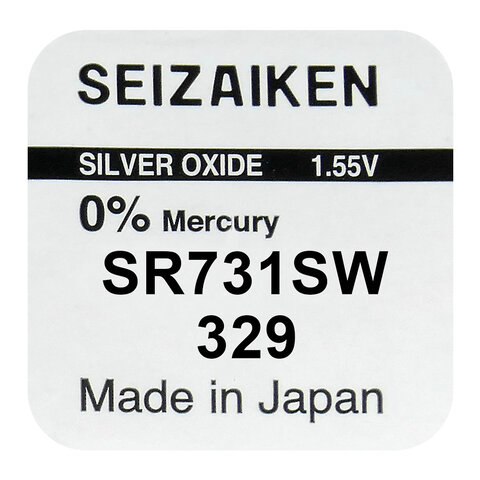 SEIZAIKEN
SILVER OXIDE 1.55V
0% Mercury
SR731SW
329
Made in Japan